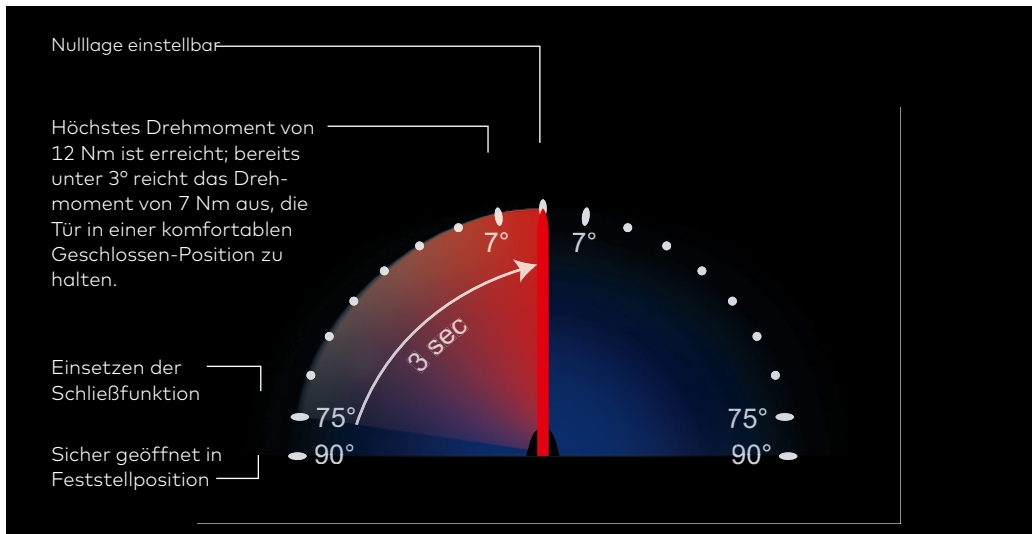 Nulllage einstellbar
Höchstes Drehmoment von
12 Nm ist erreicht; bereits
unter 3° reicht das Dreh-
moment von 7 Nm aus, die
Tür in einer komfortablen
Geschlossen-Position zu
halten.
7° 7°
3 sec
Einsetzen der
Schließfunktion
75° 75°
Sicher geöffnet in
Feststellposition
90° 90°